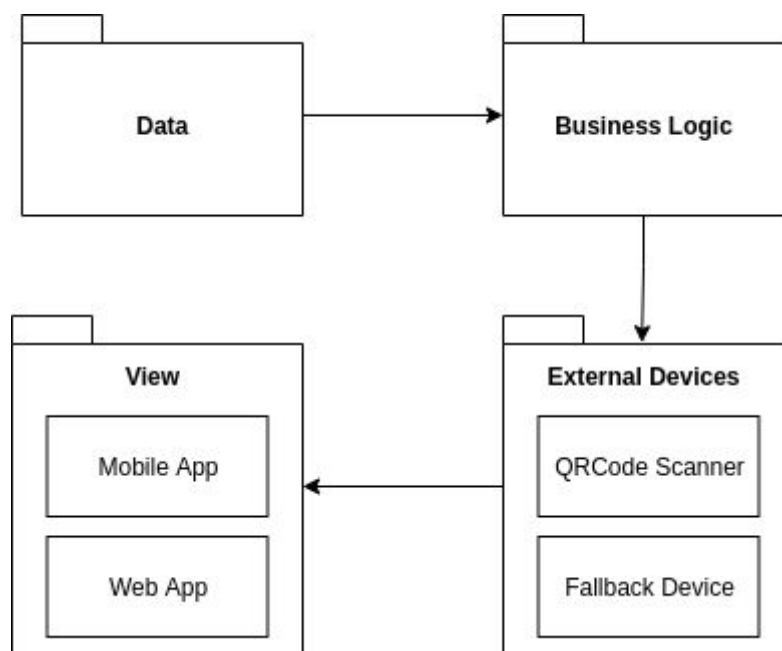 Data
Business Logic
View
External Devices
Mobile App
QRCode Scanner
Web App
Fallback Device